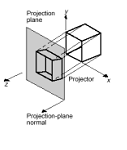 Projection
plane
y
Projector
z
x
Projection-plane
normal